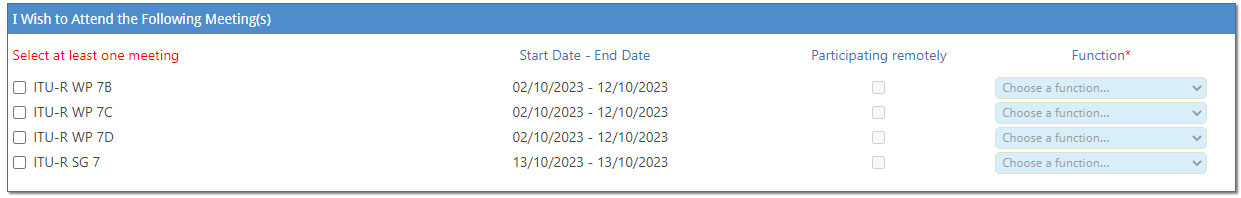 I Wish to Attend the Following Meeting(s)
Select at least one meeting Start Date - End Date Participating remotely Function*
ITU-R WP 7B 02/10/2023 - 12/10/2023 Choose a function...
ITU-R WP 7C 02/10/2023 - 12/10/2023 Choose a function...
ITU-R WP 7D 02/10/2023 - 12/10/2023 Choose a function...
ITU-R SG 7 13/10/2023 - 13/10/2023 Choose a function...